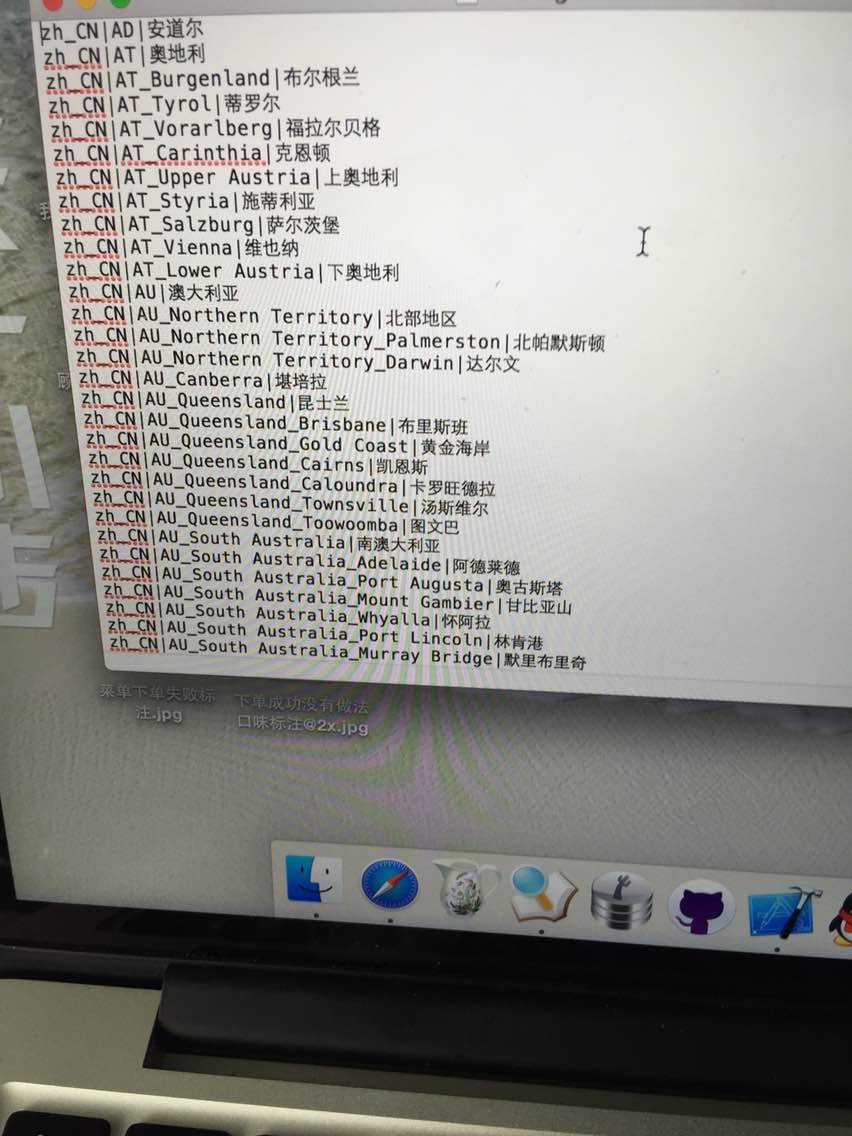 zh_CN|AD|安道尔
zh_CN|AT|奥地利
zh_CN|AT_Burgenland|布尔根兰
zh_CN|AT_Tyrol|蒂罗尔
zh_CN|AT_Vorarlberg|福拉尔贝格
zh_CN|AT_Carinthia|克恩顿
zh_CN|AT_Upper Austria|上奥地利
zh_CN|AT_Styria|施蒂利亚
zh_CN|AT_Salzburg|萨尔茨堡
zh_CN|AT_Vienna|维也纳
zh_CN|AT_Lower Austria|下奥地利
zh_CN|AU|澳大利亚
zh_CN|AU_Northern Territory|北部地区
zh_CN|AU_Northern Territory_Palmerston|北帕默斯顿
zh_CN|AU_Northern Territory_Darwin|达尔文
zh_CN|AU_Canberra|堪培拉
zh_CN|AU_Queensland|昆士兰
zh_CN|AU_Queensland_Brisbane|布里斯班
zh_CN|AU_Queensland_Gold Coast|黄金海岸
zh_CN|AU_Queensland_Cairns|凯恩斯
zh_CN|AU_Queensland_Caloundra|卡罗旺德拉
zh_CN|AU_Queensland_Townsville|汤斯维尔
zh_CN|AU_Queensland_Toowoomba|图文巴
zh_CN|AU_South Australia|南澳大利亚
zh_CN|AU_South Australia_Adelaide|阿德莱德
zh_CN|AU_South Australia_Port Augusta|奥古斯塔
zh_CN|AU_South Australia_Mount Gambier|甘比亚山
zh_CN|AU_South Australia_Whyalla|怀阿拉
zh_CN|AU_South Australia_Port Lincoln|林肯港
zh_CN|AU_South Australia_Murray Bridge|默里布里奇
菜单下单失败标
注.jpg
下单成功没有做法
口味标注@2x.jpg